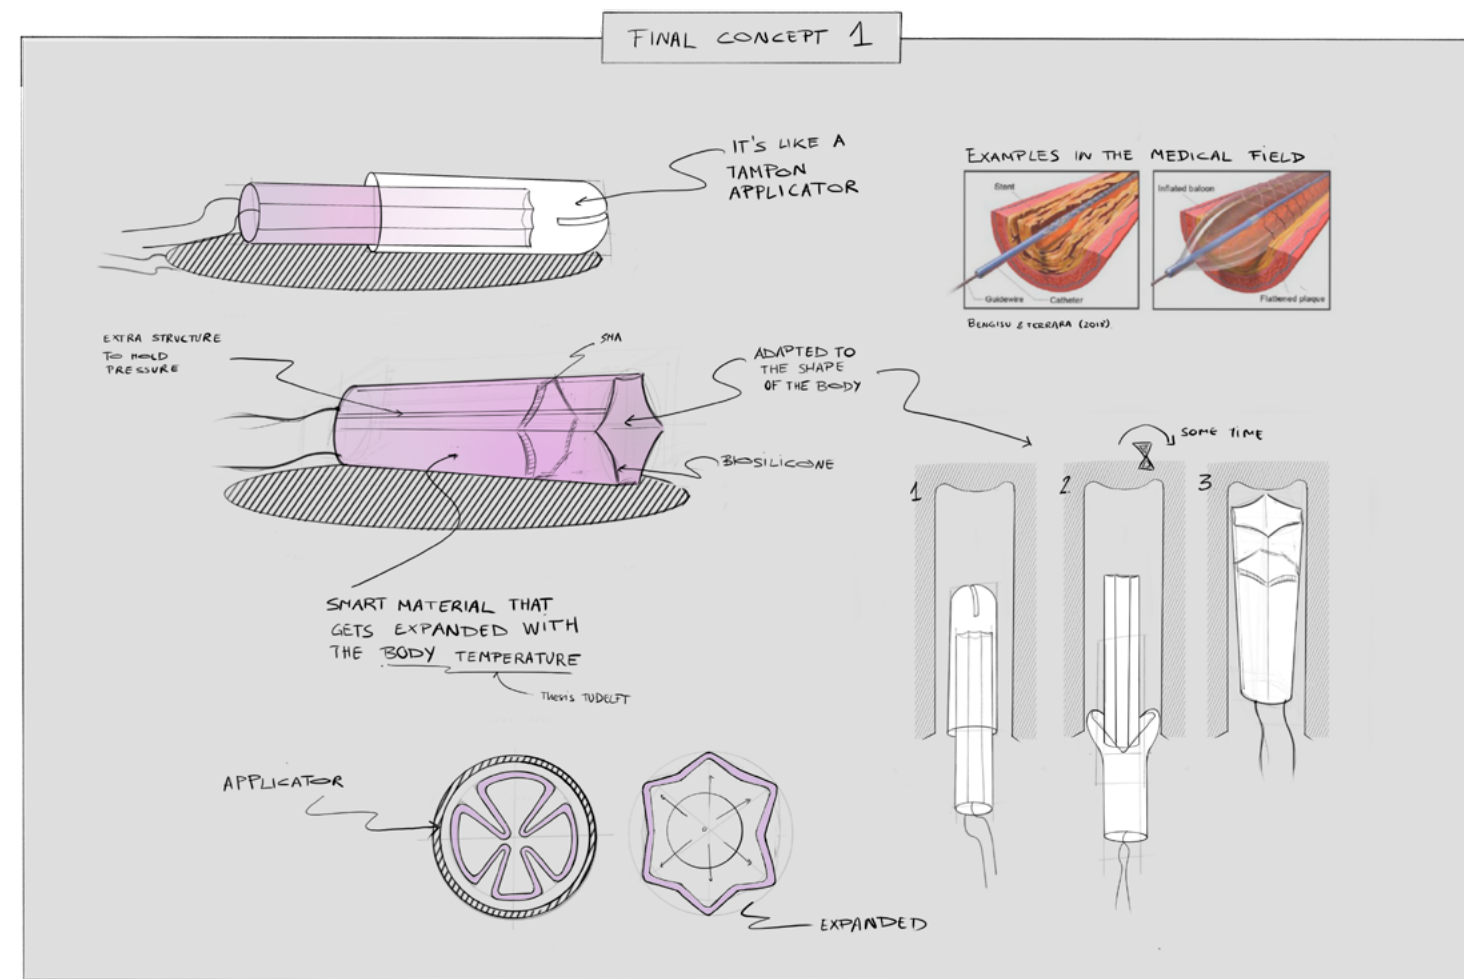 FINAL CONCEPT 1
IT'S LIKE A
TAMPON
APPLICATOR
EXAMPLES IN THE MEDICAL FIELD
Stent
Guidewire
Catheter
Inflated baloon
Flattened plaque
BENGISU & FERRARA (2018)
EXTRA STRUCTURE
TO HOLD
PRESSURE
SMA
ADAPTED TO
THE SHAPE
OF THE BODY
BIOSILICONE
SOME TIME
1
2
3
SMART MATERIAL THAT
GETS EXPANDED WITH
THE BODY TEMPERATURE
Thesis TUDELFT
APPLICATOR
EXPANDED